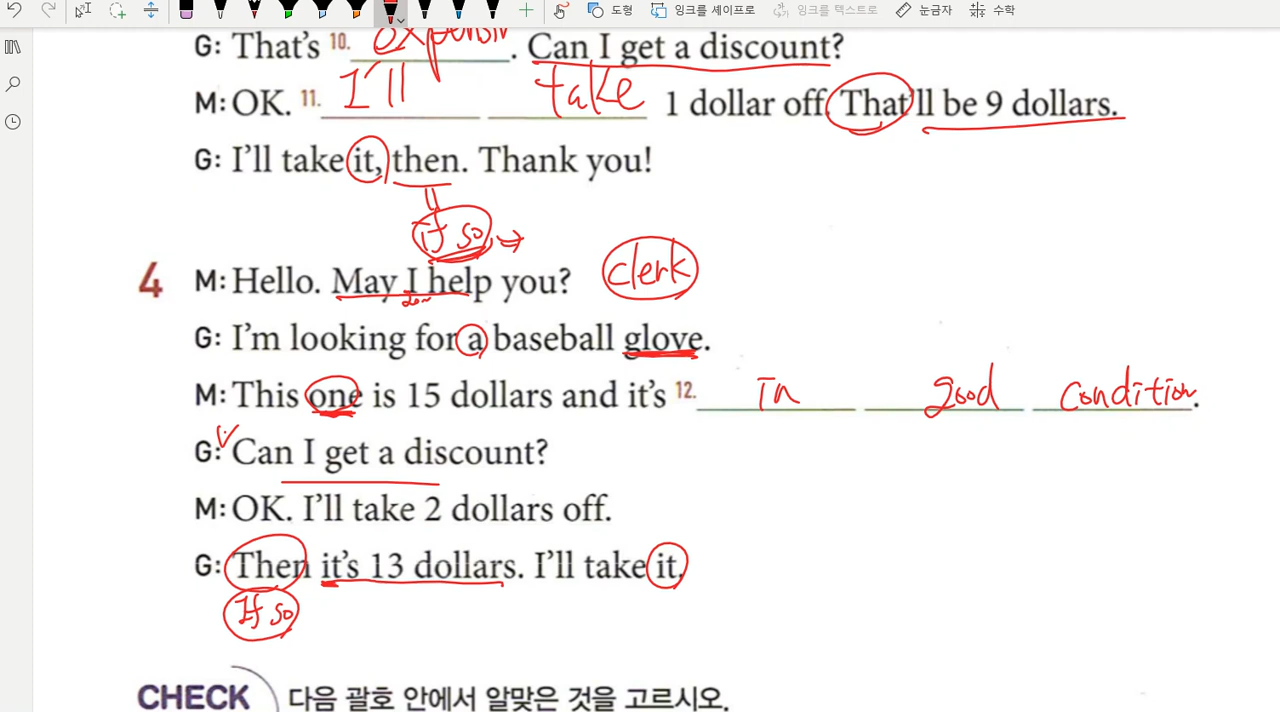 도형 잉크를 셰이프로 잉크를 텍스트로 눈금자 수학
G: That's 10. expensiv. Can I get a discount?
M: OK. 11. I'll take 1 dollar off. That'll be 9 dollars.
G: I'll take it, then. Thank you!
If so
4 M: Hello. May I help you? clerk
G: I'm looking for a baseball glove.
M: This one is 15 dollars and it's 12. in good condition.
G: Can I get a discount?
M: OK. I'll take 2 dollars off.
G: Then it's 13 dollars. I'll take it.
If so
CHECK 다음 괄호 안에서 알맞은 것을 고르시오.